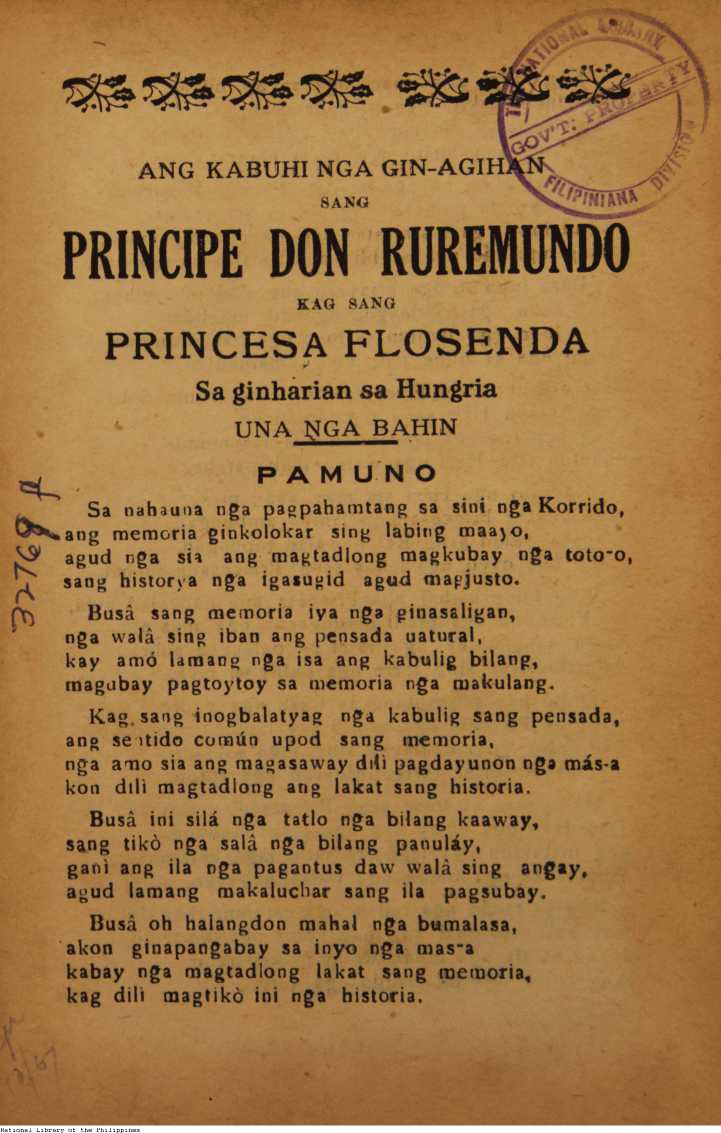 THE NATIONAL LIBRARY
GOV'T: PROPERTY
FILIPINIANA DIVISION
ANG KABUHI NGA GIN-AGIHAN
SANG
PRINCIPE DON RUREMUNDO
KAG SANG
PRINCESA FLOSENDA
Sa ginharian sa Hungria
UNA NGA BAHIN
PAMUNO
32769
Sa nahauna nga pagpahamtang sa sini nga Korrido,
ang memoria ginkolokar sing labing maayo,
agud nga sia ang magtadlong magkubay nga toto-o,
sang historya nga igasugid agud magjusto.
Busâ sang memoria iya nga ginasaligan,
nga walâ sing iban ang pensada uatural,
kay amó lamang nga isa ang kabulig bilang,
magubay pagtoytoy sa memoria nga makulang.
Kag sang inogbalatyag nga kabulig sang pensada,
ang sentido común upod sang memoria,
nga amo sia ang magasaway dilì pagdayunon nga más-a
kon dilì magtadlong ang lakat sang historia.
Busâ ini silá nga tatlo nga bilang kaaway,
sang tikò nga salâ nga bilang panuláy,
ganì ang ila nga pagantus daw walâ sing angay,
agud lamang makaluchar sang ila pagsubay.
Busâ oh halangdon mahal nga bumalasa,
akon ginapangabay sa inyo nga mas-a
kabay nga magtadlong lakat sang memoria,
kag dilì magtikò ini nga historia.
National Library of the Philippines